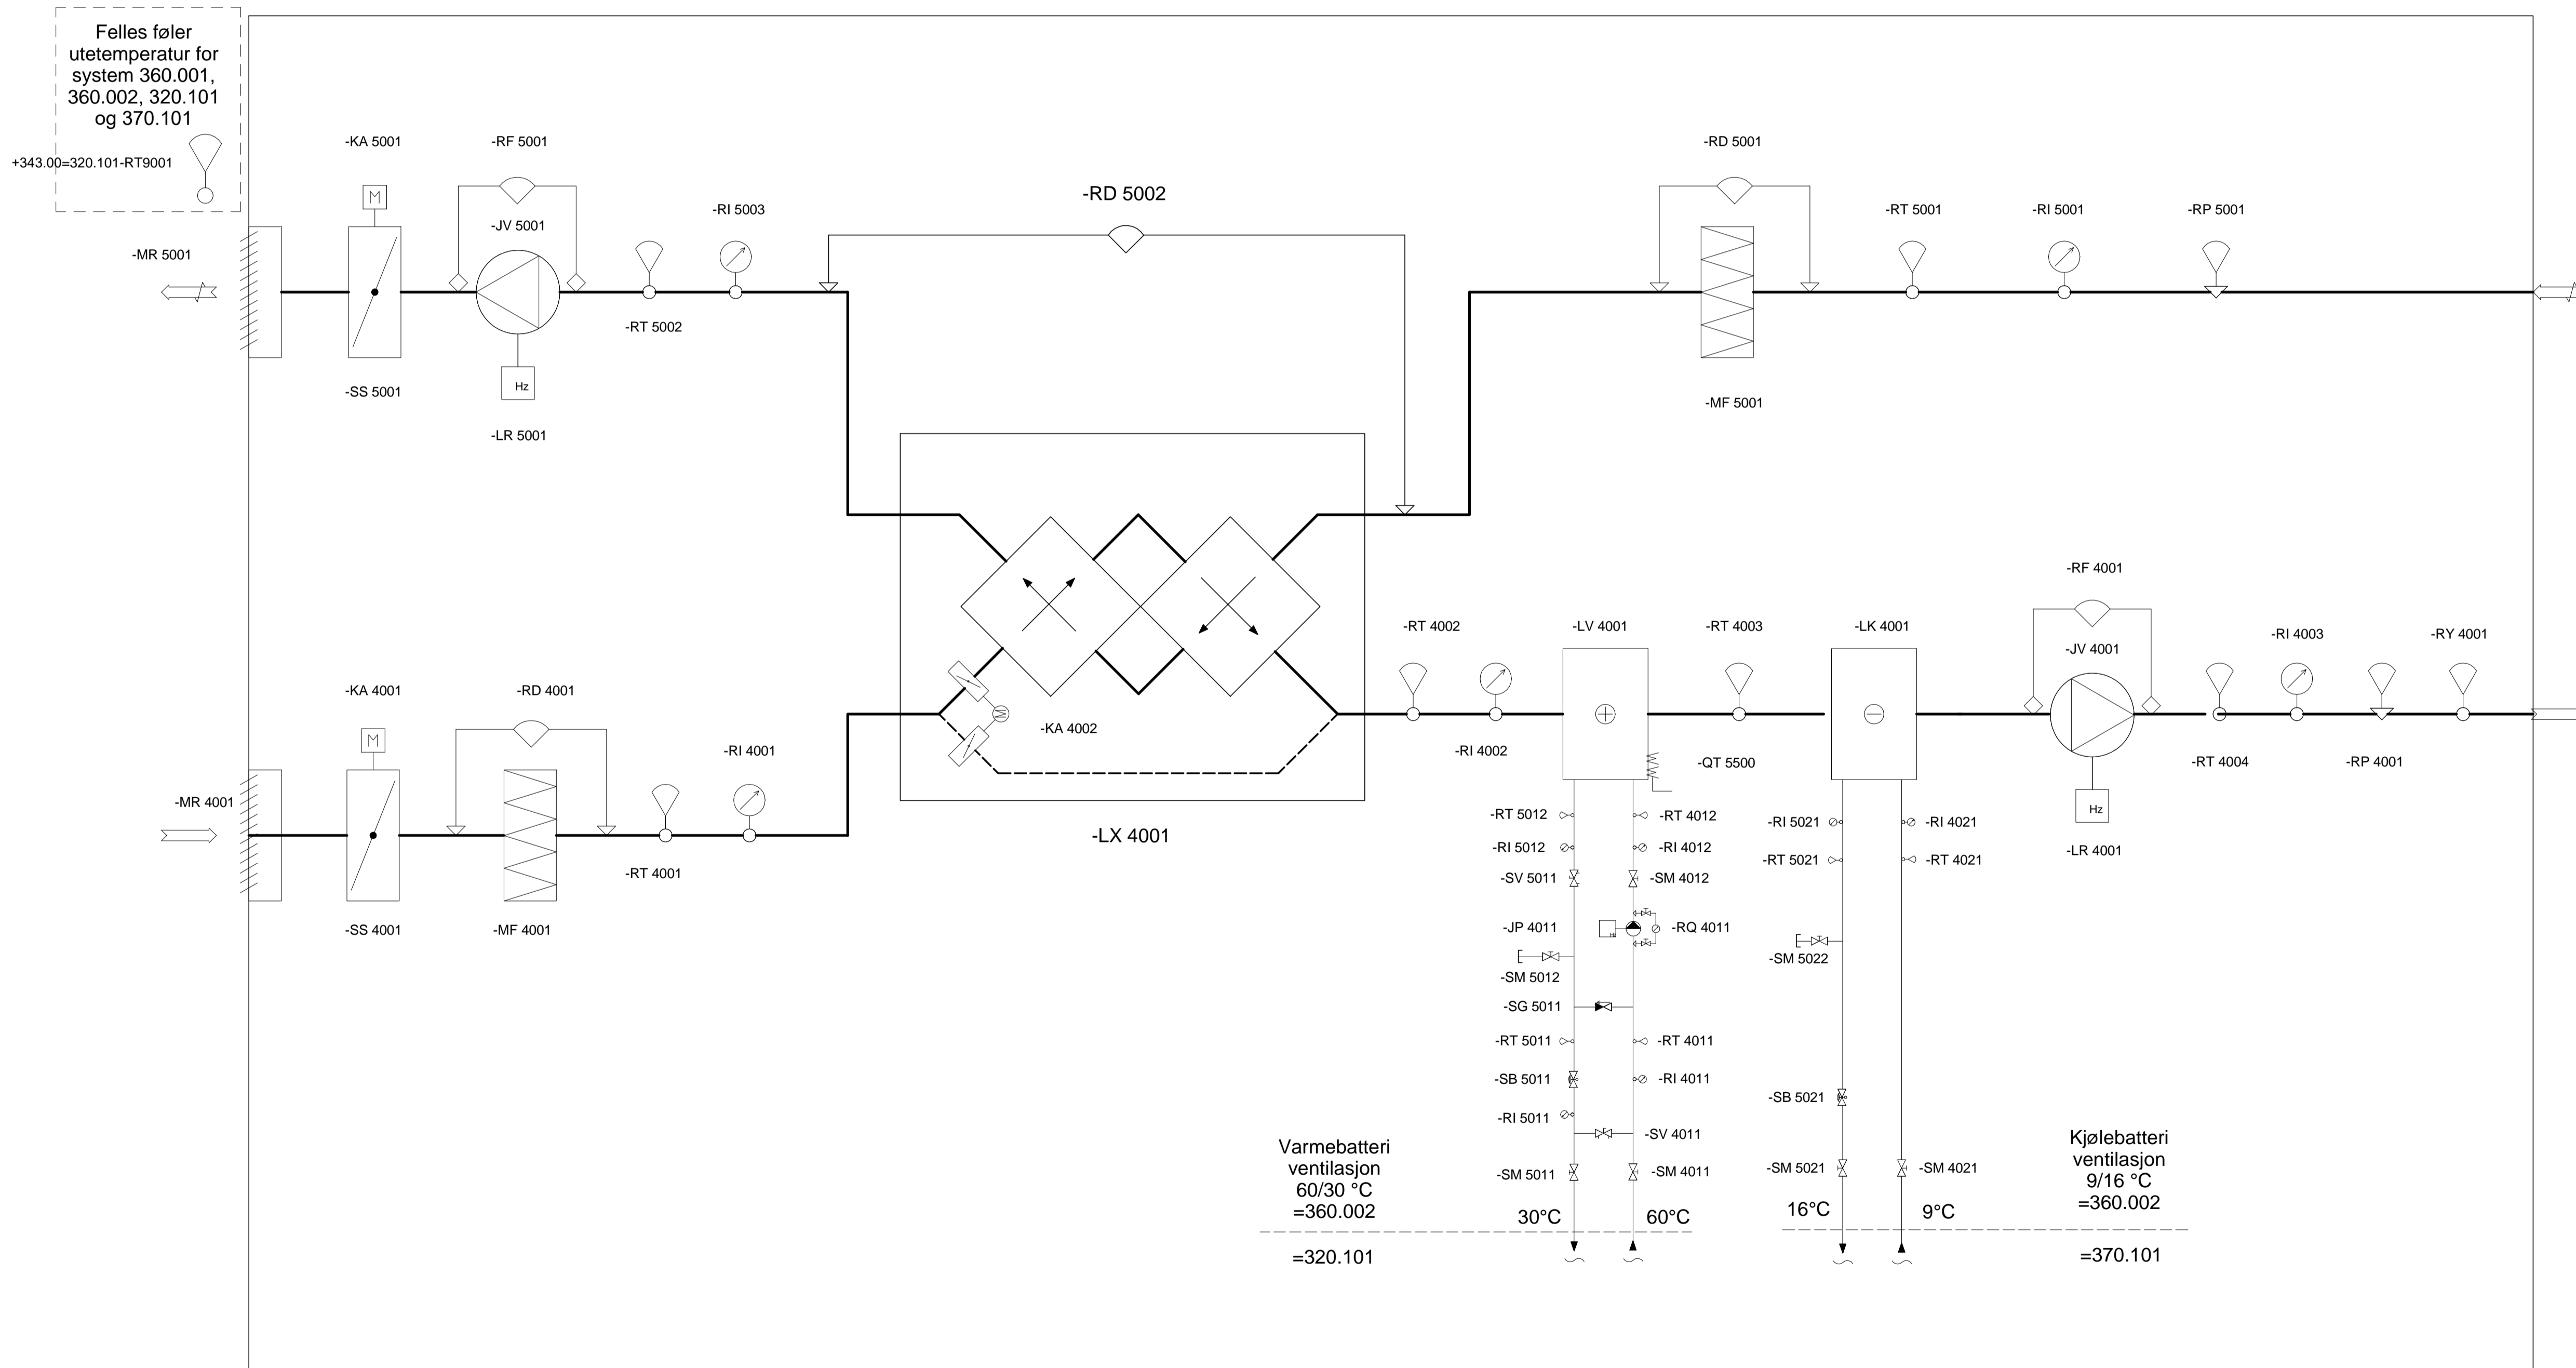 Felles føler
utetemperatur for
system 360.001,
360.002, 320.101
og 370.101
+343.00=320.101-RT9001
-KA 5001
-RF 5001
-RD 5001
M
-JV 5001
-RI 5003
-RD 5002
-RT 5001
-RI 5001
-RP 5001
-MR 5001
-RT 5002
Hz
-SS 5001
-LR 5001
-MF 5001
-RF 4001
-RT 4002
-LV 4001
-RT 4003
-LK 4001
-JV 4001
-RI 4003
-RY 4001
-KA 4001
-RD 4001
M
M
-KA 4002
-RI 4001
-RI 4002
-QT 5500
-RT 4004
-RP 4001
-MR 4001
-LX 4001
Hz
-RT 4001
-LR 4001
-SS 4001
-MF 4001
-RT 5012
-RT 4012
-RI 5021
-RI 4021
-RI 5012
-RI 4012
-RT 5021
-RT 4021
-SV 5011
-SM 4012
-JP 4011
Hz
-RQ 4011
-SM 5022
-SM 5012
-SG 5011
-RT 5011
-RT 4011
-SB 5011
-RI 4011
-SB 5021
-RI 5011
-SV 4011
-SM 5011
-SM 4011
-SM 5021
-SM 4021
Varmebatteri
ventilasjon
60/30 °C
=360.002
30°C
60°C
16°C
9°C
Kjølebatteri
ventilasjon
9/16 °C
=360.002
=320.101
=370.101